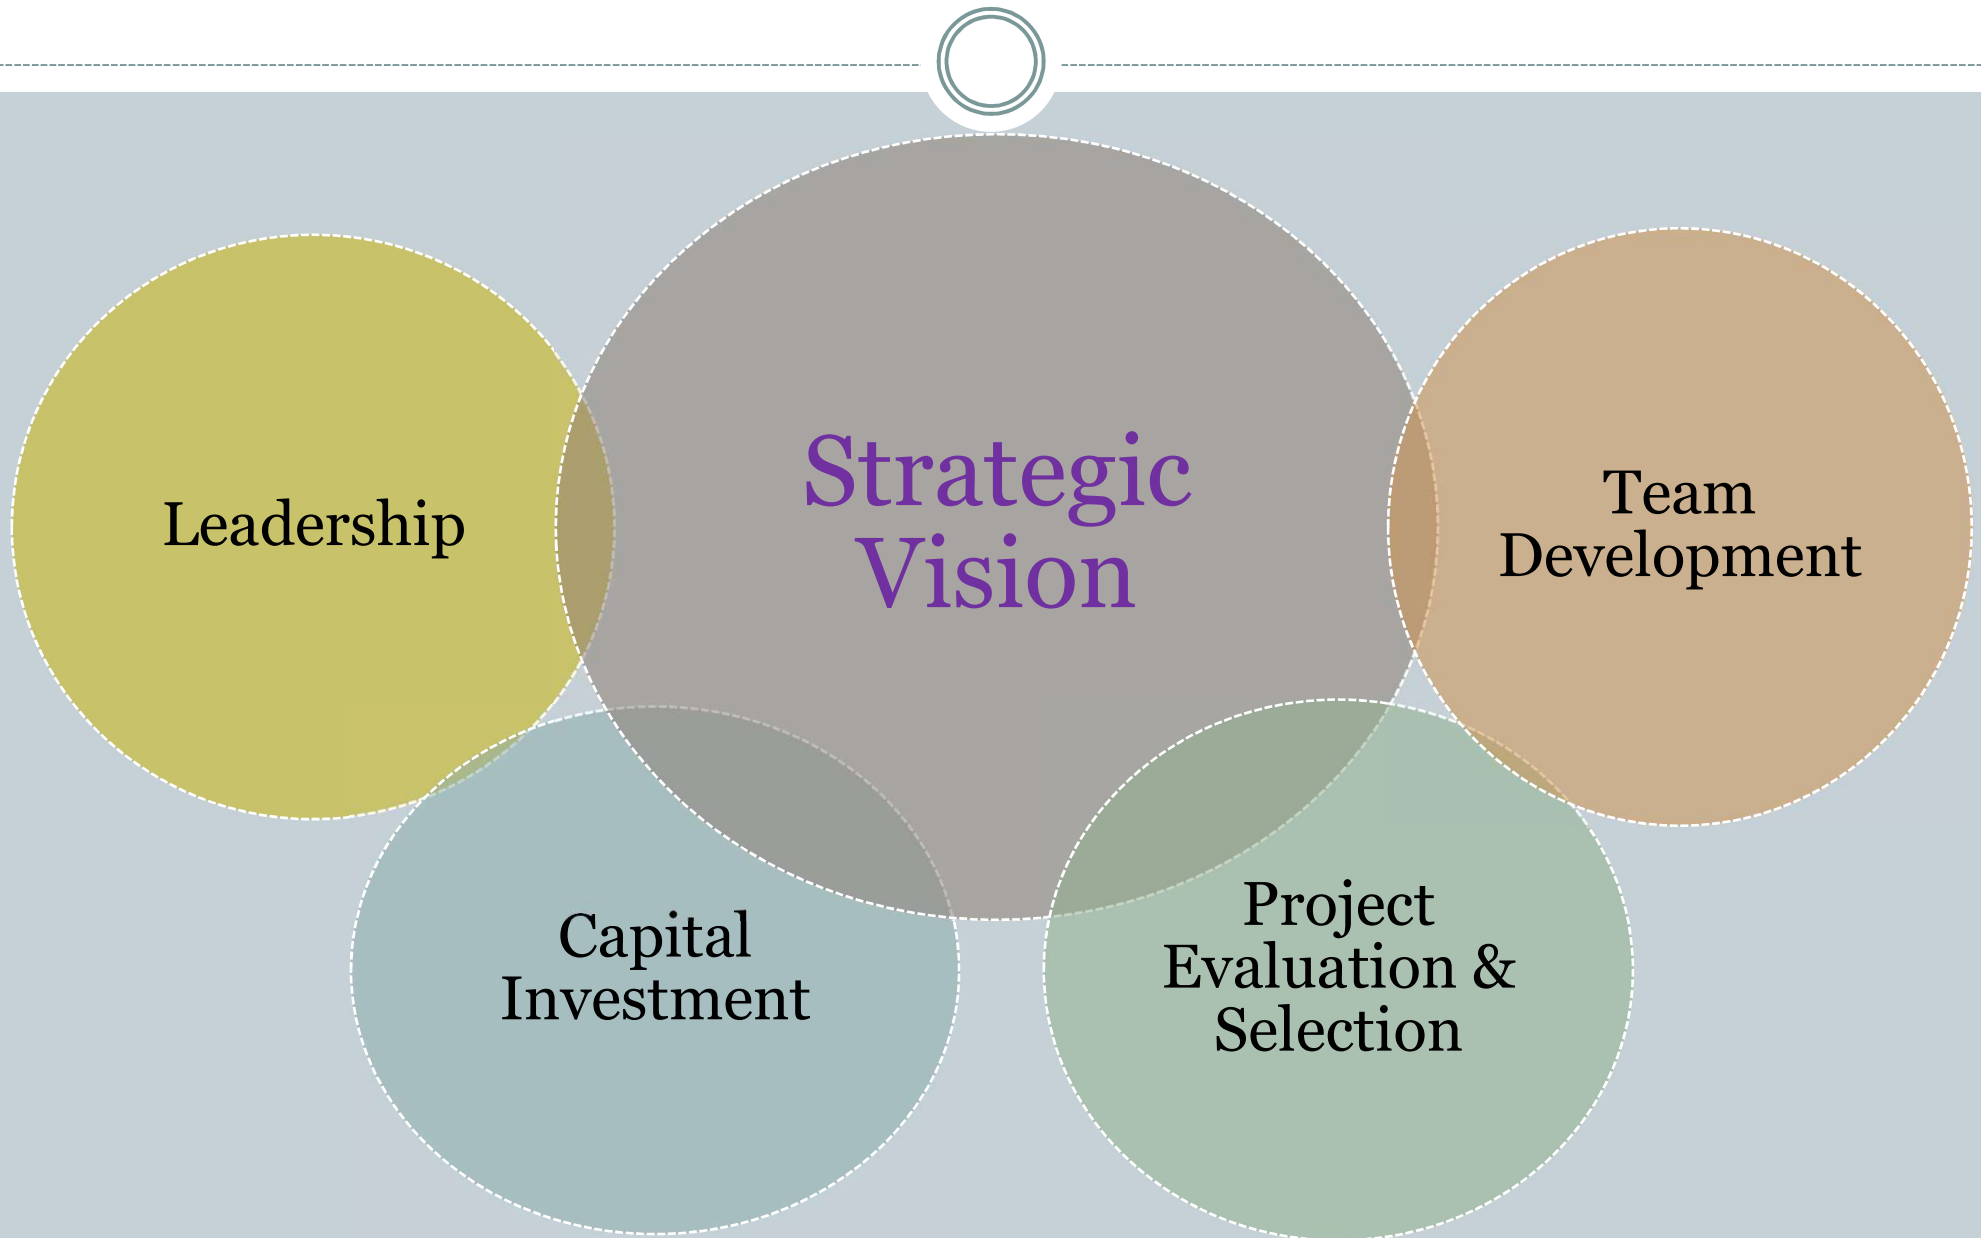 Strategic
Vision
Leadership
Team
Development
Capital
Investment
Project
Evaluation &
Selection